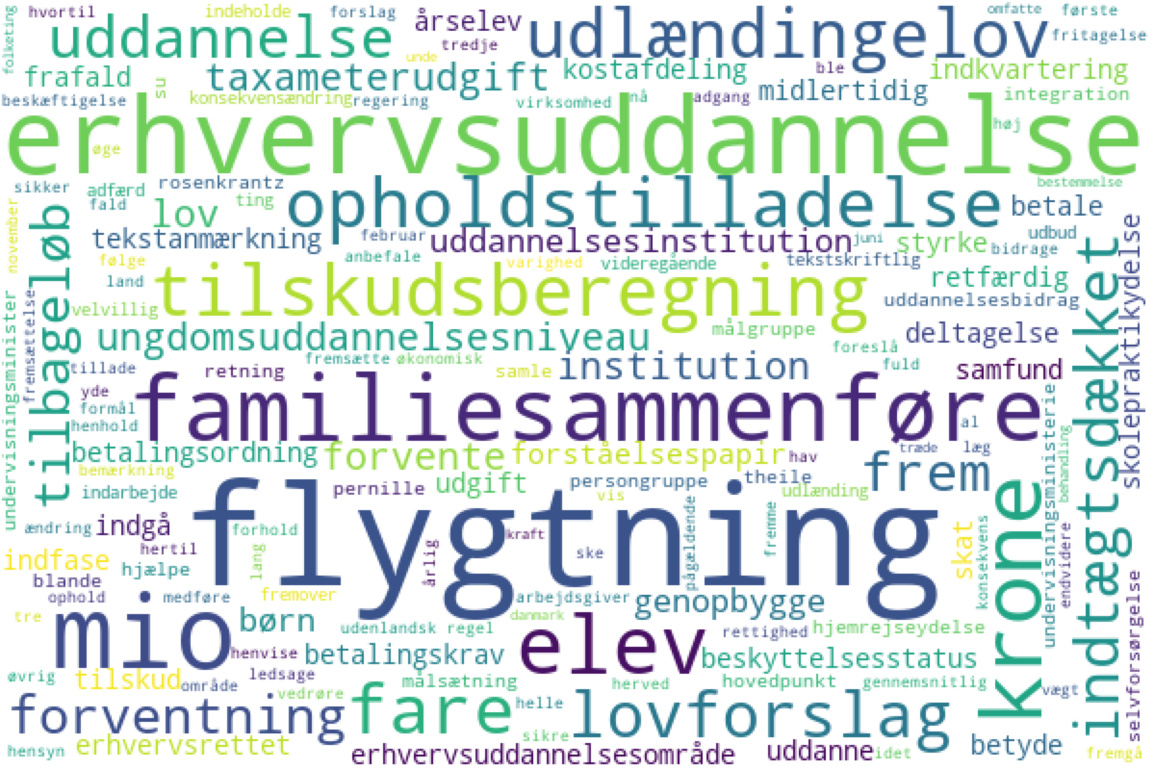 hvortil indeholde forslag årselev omfatte første
folketing uddannelse tredje udlændingelov fritagelse
unde
frafald su taxameterudgift kostafdeling ble indkvartering
beskæftigelse konsekvensændring regering virksomhed nå adgang midlertidig integration
erhvervsuddannelse
øge høj
sikker adfærd rosenkrantz opholdstilladelse bestemmelse
november fald lov ting betale
tilbageløb tekstanmærkning februar uddannelsesinstitution juni styrke udbud bidrage
følge anbefale varighed videregående tekstskriftlig
land tilskudsberegning retfærdig
velvillig uddannelsesbidrag
undervisningsminister fremsættelse ungdomsuddannelsesniveau målgruppe deltagelse indtægtsdækket skolepraktikydelse
fremsætte økonomisk foreslå
tillade retning samle institution fuld samfund
yde familiesammenføre
formål
henhold al
betalingsordning forvente forståelsespapir hav træde læg undervisningsministerie behandling
bemærkning frem
indarbejde pernille udgift persongruppe theile
vis udlænding
ændring indgå flygtning krone
forhold kraft pågældende fremme skat
indfase hertil lang årlig ske konsekvens endvidere
blande hjælpe
ophold medføre fremover arbejdsgiver genopbygge
tre mio børn danmark
udenlandsk regel elev rettighed hjemrejseydelse
henvise betalingskrav beskyttelsesstatus selvforsørgelse
øvrig tilskud område ledsage målsætning herved hovedpunkt gennemsnitlig vægt
vedrøre
forventning fare helle lovforslag
sikre
hensyn erhvervsrettet erhvervsuddannelsesområde uddanne idet betyde fremgå